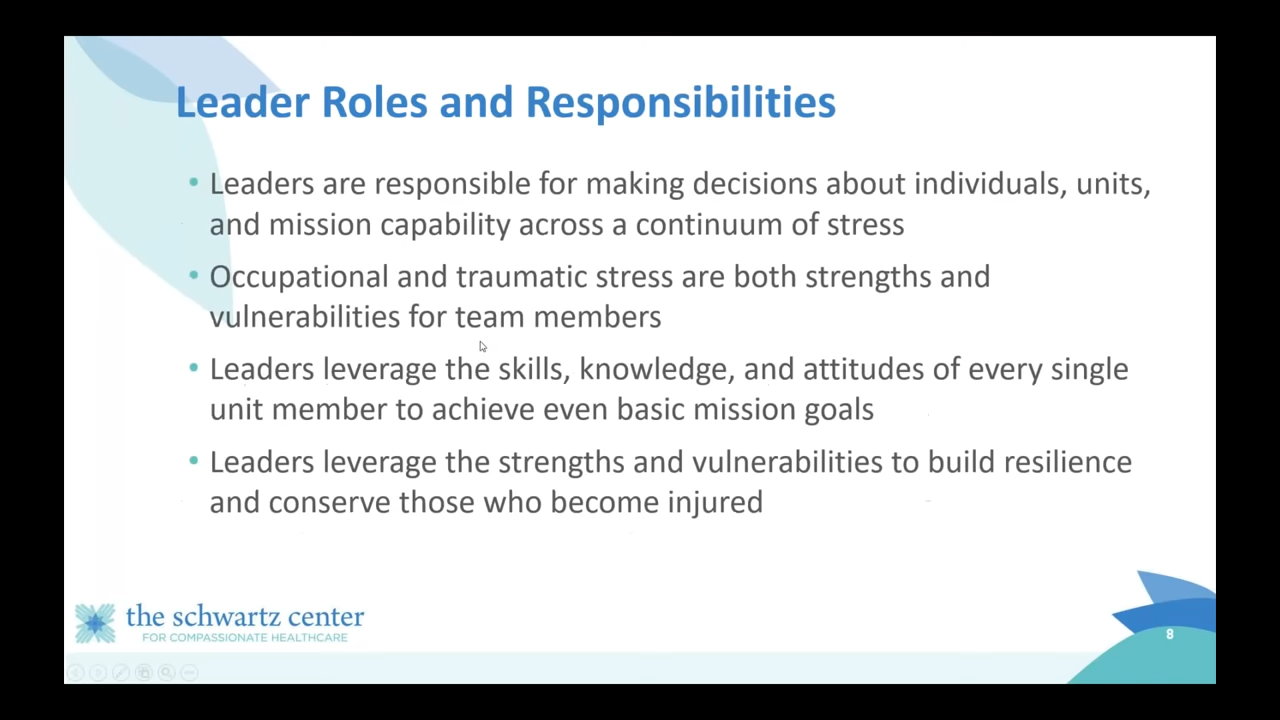 Leader Roles and Responsibilities
• Leaders are responsible for making decisions about individuals, units,
and mission capability across a continuum of stress
• Occupational and traumatic stress are both strengths and
vulnerabilities for team members
• Leaders leverage the skills, knowledge, and attitudes of every single
unit member to achieve even basic mission goals
• Leaders leverage the strengths and vulnerabilities to build resilience
and conserve those who become injured
the schwartz center
FOR COMPASSIONATE HEALTHCARE
8